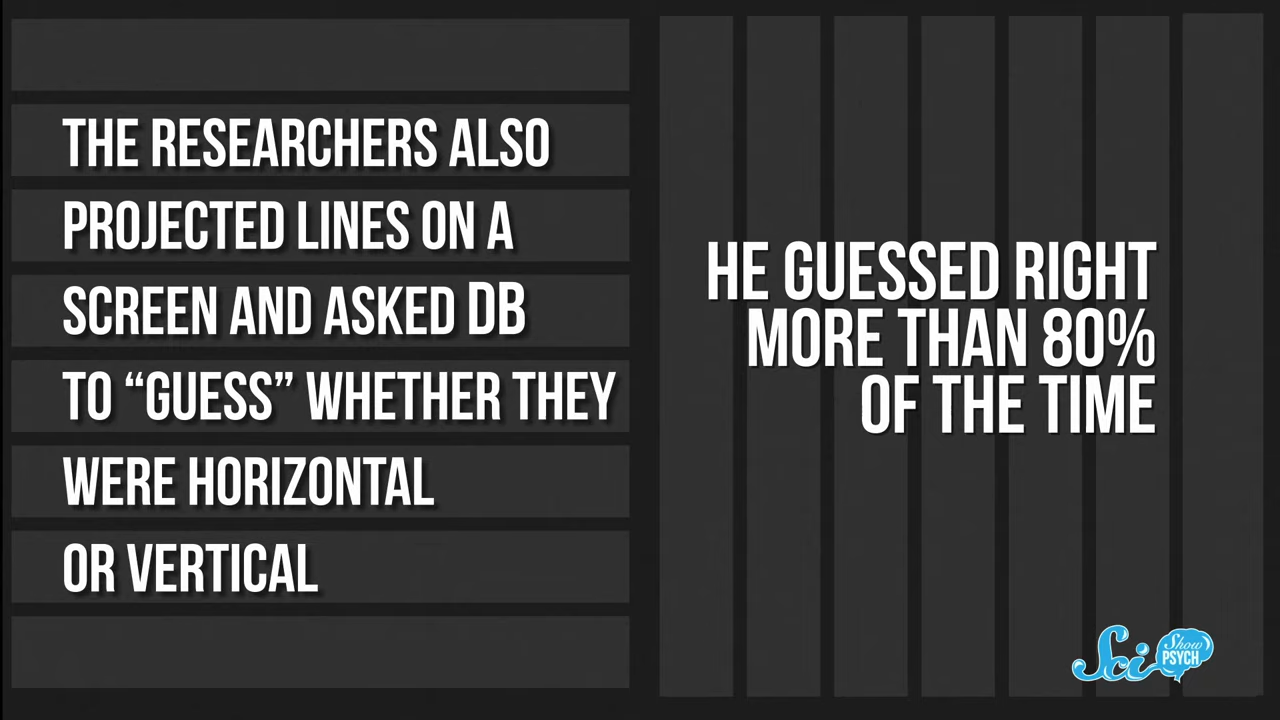 THE RESEARCHERS ALSO
PROJECTED LINES ON A
SCREEN AND ASKED DB
TO “GUESS” WHETHER THEY
WERE HORIZONTAL
OR VERTICAL
HE GUESSED RIGHT
MORE THAN 80%
OF THE TIME
Sci Show
PSYCH